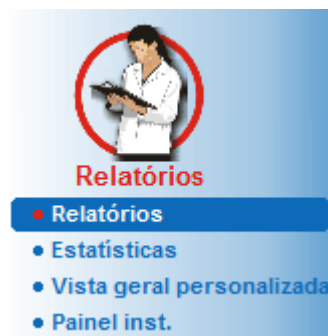 Relatórios
Relatórios
Estatísticas
Vista geral personalizada
Painel inst.